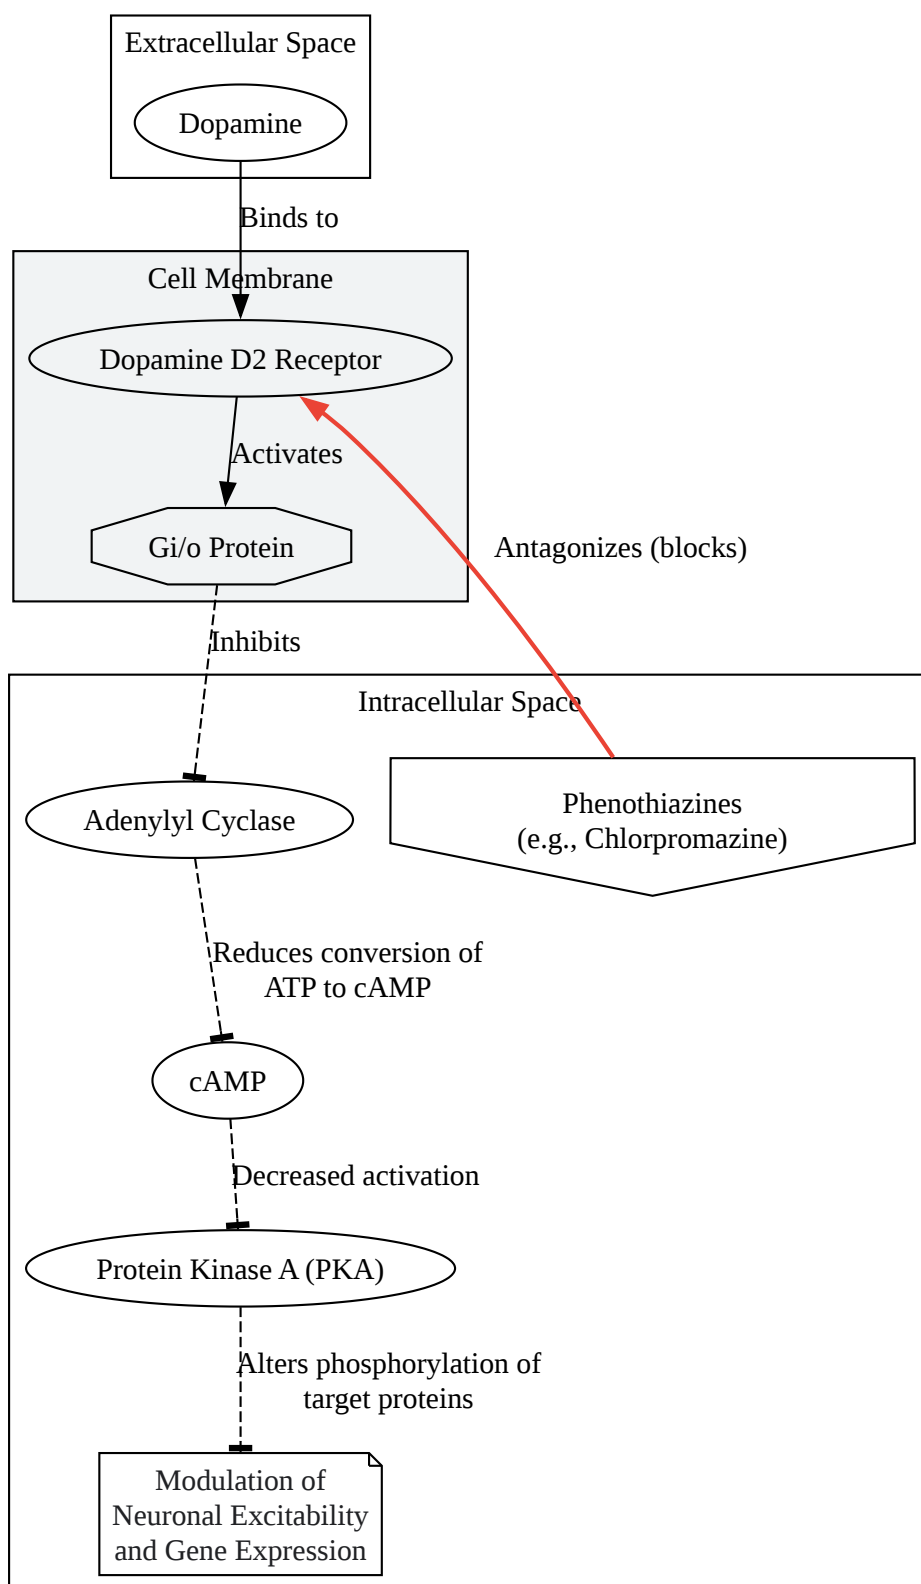 Extracellular Space
Dopamine
Binds to
Cell Membrane
Dopamine D2 Receptor
Activates
Gi/o Protein
Antagonizes (blocks)
Inhibits
Intracellular Space
Adenylyl Cyclase
Phenothiazines
(e.g., Chlorpromazine)
Reduces conversion of
ATP to cAMP
cAMP
Decreased activation
Protein Kinase A (PKA)
Alters phosphorylation of
target proteins
Modulation of
Neuronal Excitability
and Gene Expression